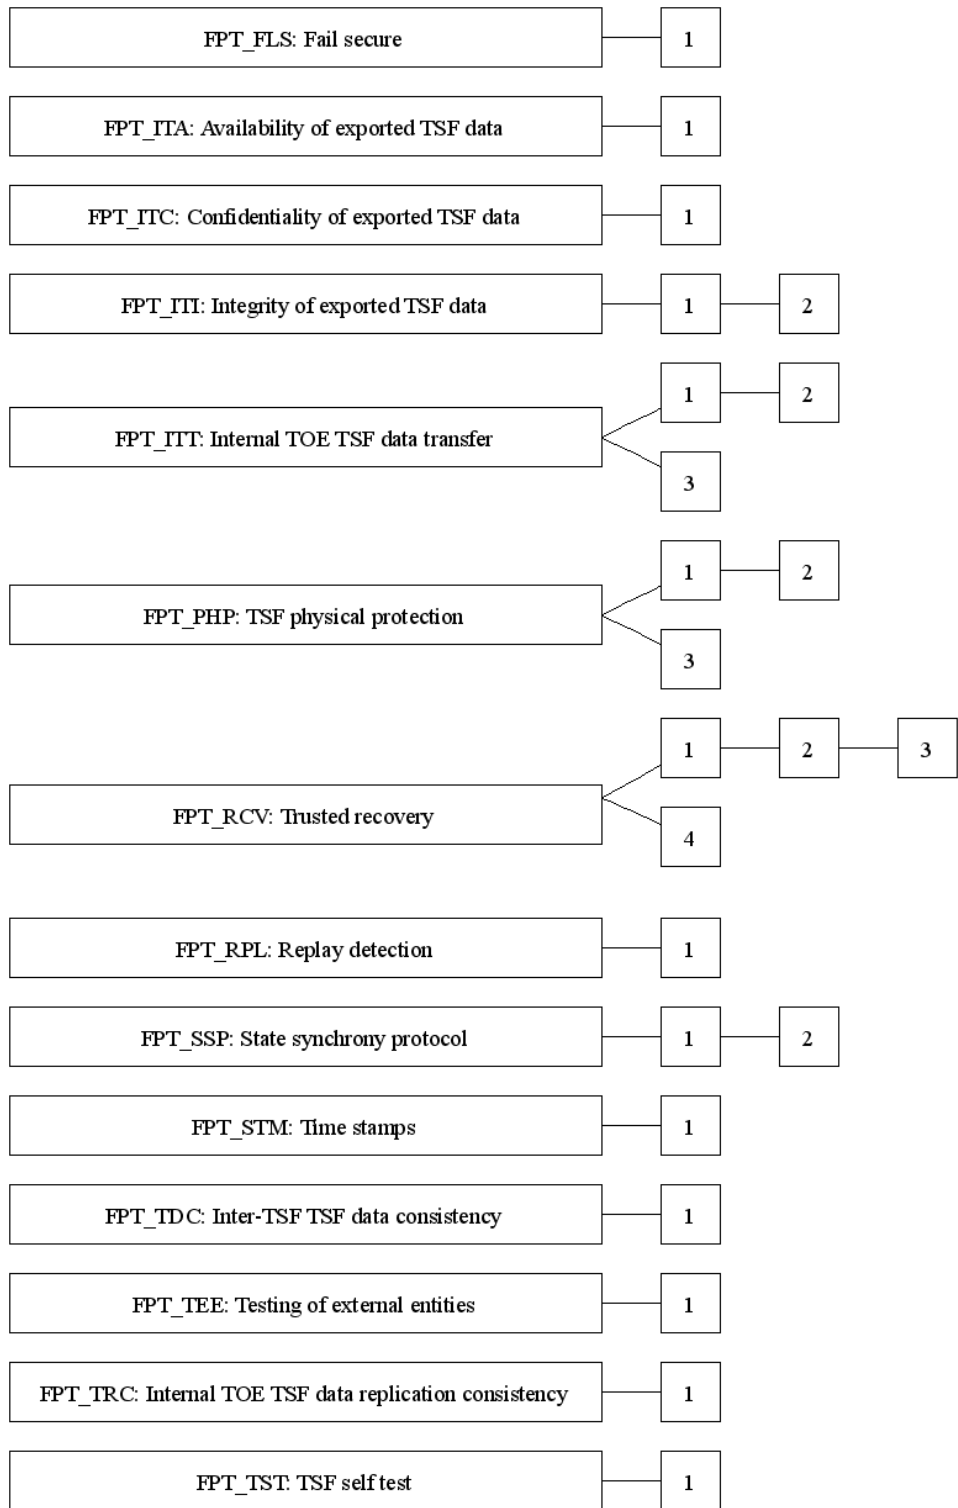 FPT_FLS: Fail secure 1
FPT_ITA: Availability of exported TSF data 1
FPT_ITC: Confidentiality of exported TSF data 1
FPT_ITI: Integrity of exported TSF data 1 2
1 2
FPT_ITT: Internal TOE TSF data transfer
3
1 2
FPT_PHP: TSF physical protection
3
1 2 3
FPT_RCV: Trusted recovery
4
FPT_RPL: Replay detection 1
FPT_SSP: State synchrony protocol 1 2
FPT_STM: Time stamps 1
FPT_TDC: Inter-TSF TSF data consistency 1
FPT_TEE: Testing of external entities 1
FPT_TRC: Internal TOE TSF data replication consistency 1
FPT_TST: TSF self test 1